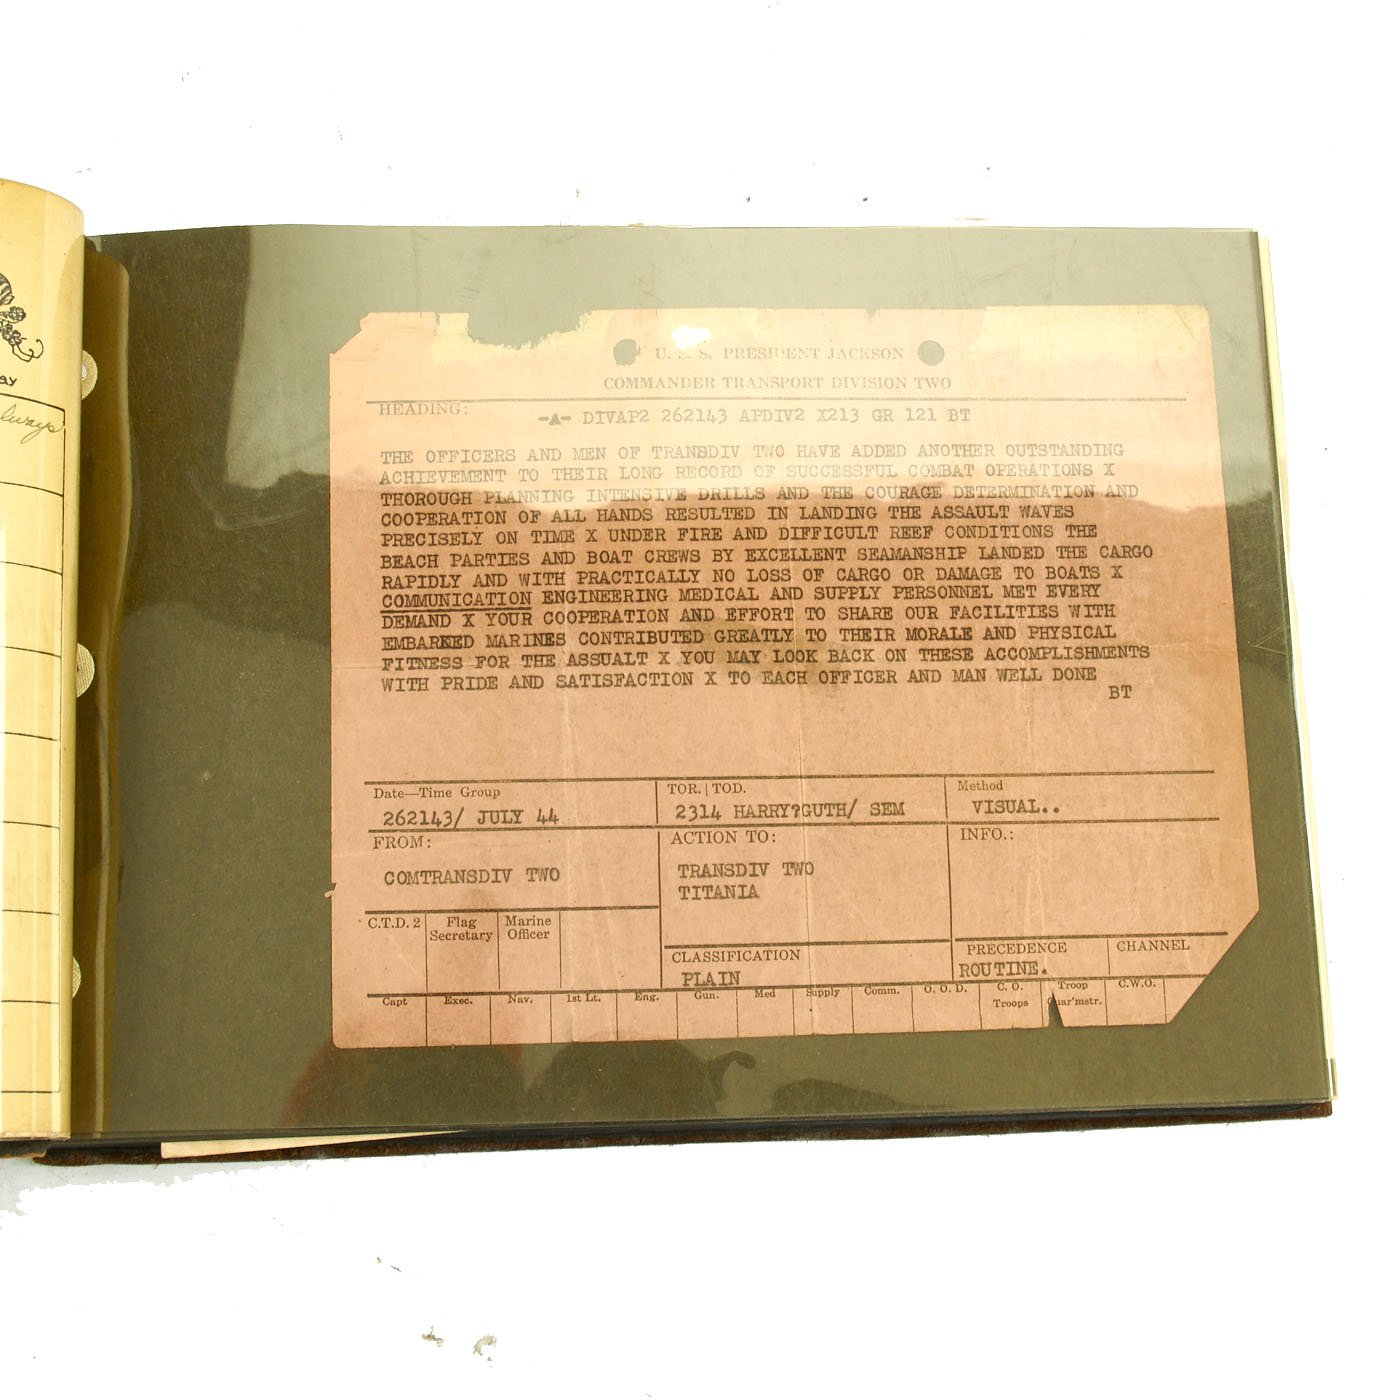 ay
always
U. S. S. PRESIDENT JACKSON
COMMANDER TRANSPORT DIVISION TWO
HEADING:
-A- DIVAP2 262143 APDIV2 X213 GR 121 BT
THE OFFICERS AND MEN OF TRANSDIV TWO HAVE ADDED ANOTHER OUTSTANDING
ACHIEVEMENT TO THEIR LONG RECORD OF SUCCESSFUL COMBAT OPERATIONS X
THOROUGH PLANNING INTENSIVE DRILLS AND THE COURAGE DETERMINATION AND
COOPERATION OF ALL HANDS RESULTED IN LANDING THE ASSAULT WAVES
PRECISELY ON TIME X UNDER FIRE AND DIFFICULT REEF CONDITIONS THE
BEACH PARTIES AND BOAT CREWS BY EXCELLENT SEAMANSHIP LANDED THE CARGO
RAPIDLY AND WITH PRACTICALLY NO LOSS OF CARGO OR DAMAGE TO BOATS X
COMMUNICATION ENGINEERING MEDICAL AND SUPPLY PERSONNEL MET EVERY
DEMAND X YOUR COOPERATION AND EFFORT TO SHARE OUR FACILITIES WITH
EMBARKED MARINES CONTRIBUTED GREATLY TO THEIR MORALE AND PHYSICAL
FITNESS FOR THE ASSUALT X YOU MAY LOOK BACK ON THESE ACCOMPLISHMENTS
WITH PRIDE AND SATISFACTION X TO EACH OFFICER AND MAN WELL DONE
BT
Date—Time Group
262143/ JULY 44
TOR. | TOD.
2314 HARRY?GUTH/ SEM
Method
VISUAL..
FROM:
COMTRANSDIV TWO
ACTION TO:
TRANSDIV TWO
TITANIA
INFO.:
C.T.D. 2
Flag Secretary
Marine Officer
CLASSIFICATION
PLAIN
PRECEDENCE
ROUTINE.
CHANNEL
Capt Exec. Nav. 1st Lt. Eng. Gun. Med Supply Comm. O. O. D. C. O. Troops Troop Quar'mstr. C.W.O.